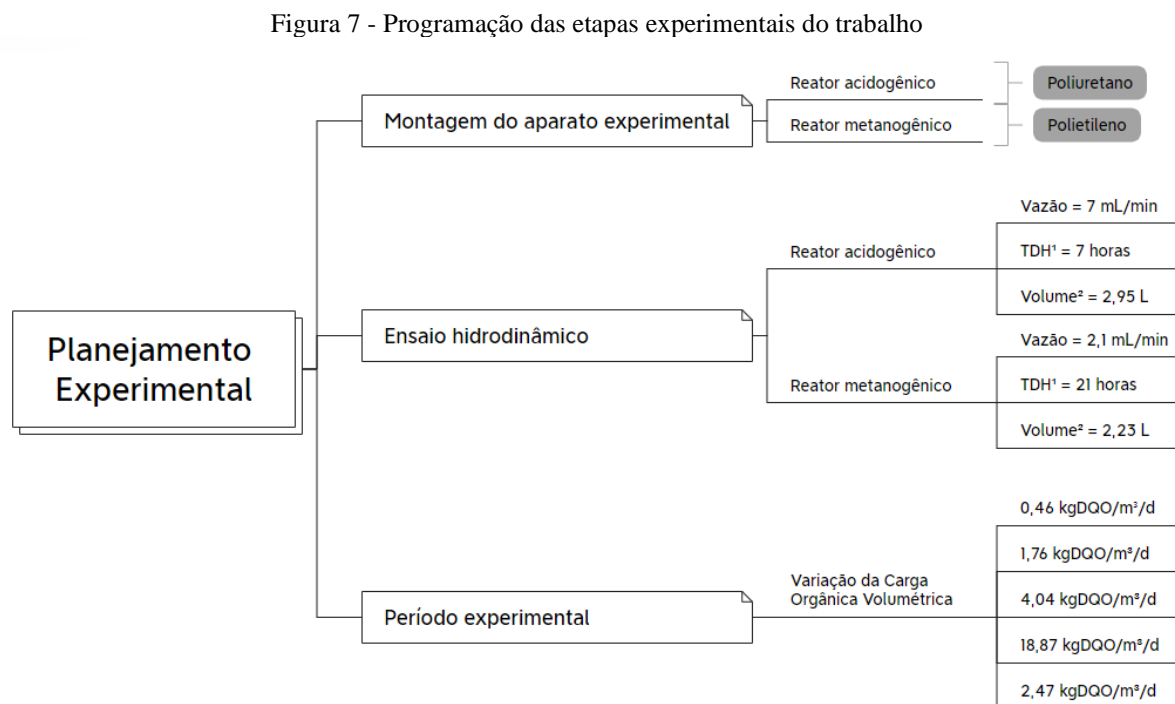 Figura 7 - Programação das etapas experimentais do trabalho
Planejamento
Experimental
Montagem do aparato experimental
Reator acidogênico
Poliuretano
Reator metanogênico
Polietileno
Ensaio hidrodinâmico
Reator acidogênico
Vazão = 7 mL/min
TDH¹ = 7 horas
Volume² = 2,95 L
Reator metanogênico
Vazão = 2,1 mL/min
TDH¹ = 21 horas
Volume² = 2,23 L
Período experimental
Variação da Carga
Orgânica Volumétrica
0,46 kgDQO/m³/d
1,76 kgDQO/m³/d
4,04 kgDQO/m³/d
18,87 kgDQO/m³/d
2,47 kgDQO/m³/d